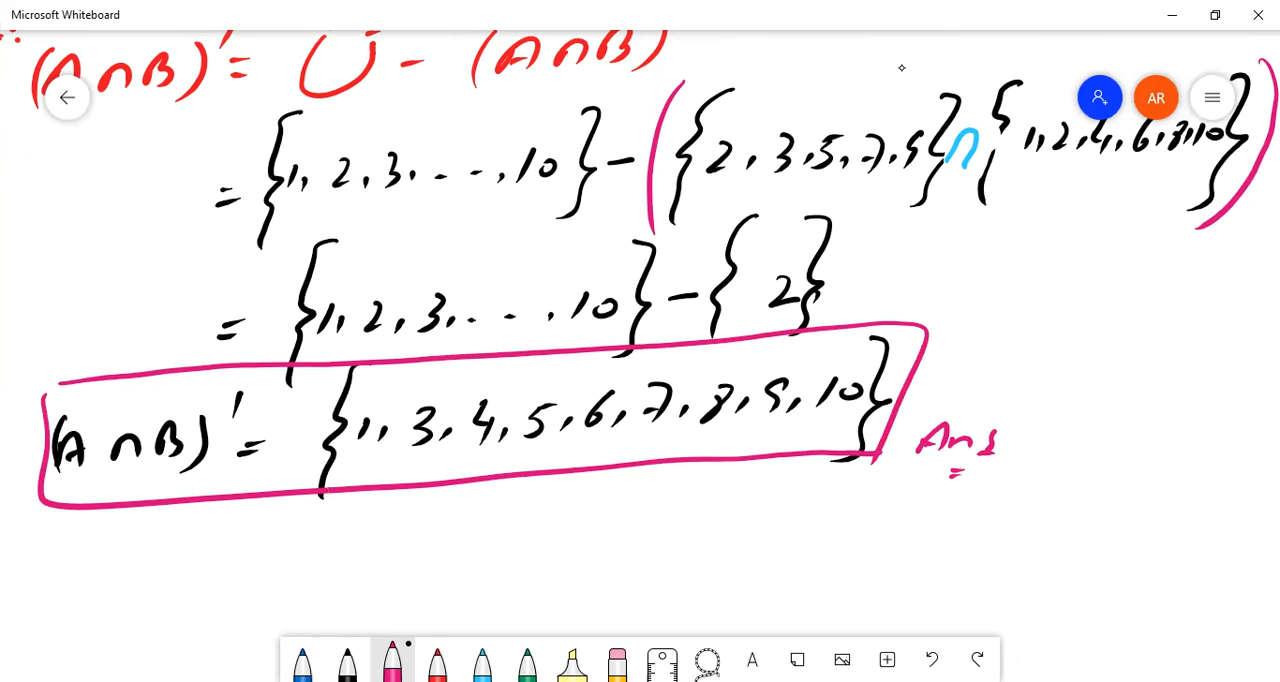 Microsoft Whiteboard
(A∩B)' = U - (A∩B)
AR
= {1, 2, 3, . . ., 10} - ({2, 3, 5, 7, 9} ∩ {1, 2, 4, 6, 8, 10})
= {1, 2, 3, . . ., 10} - {2}
(A∩B)' = {1, 3, 4, 5, 6, 7, 8, 9, 10}
Ans
A